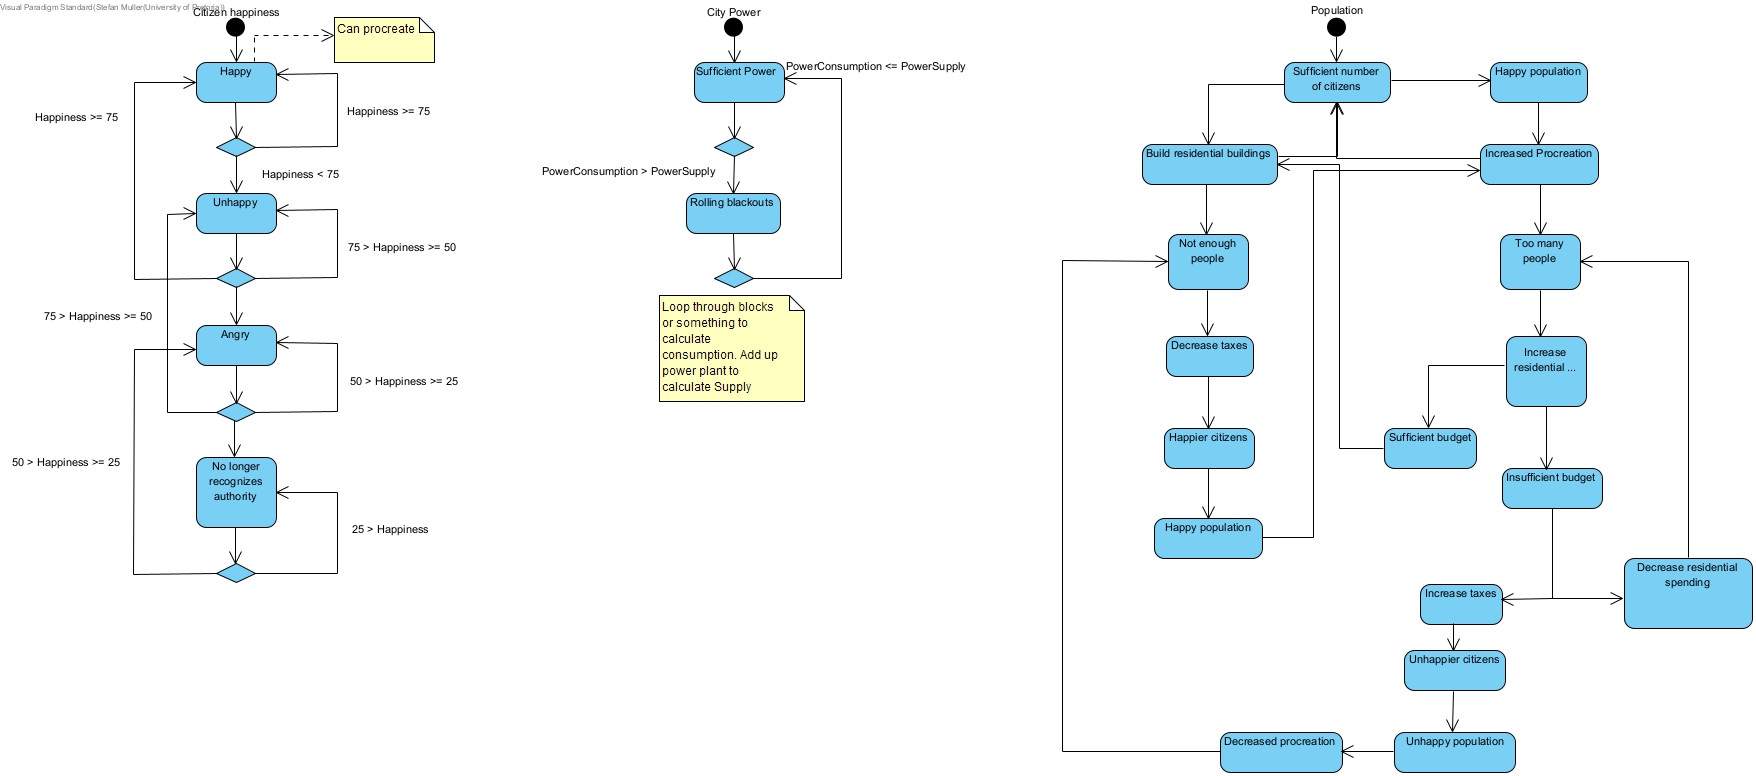 Visual Paradigm Standard(Stefan Muller(University of Pretoria))
Citizen happiness
Can procreate
Happy
Happiness >= 75
Happiness >= 75
Happiness < 75
Unhappy
75 > Happiness >= 50
75 > Happiness >= 50
Angry
50 > Happiness >= 25
50 > Happiness >= 25
No longer
recognizes
authority
25 > Happiness
City Power
Sufficient Power
PowerConsumption <= PowerSupply
PowerConsumption > PowerSupply
Rolling blackouts
Loop through blocks
or something to
calculate
consumption. Add up
power plant to
calculate Supply
Population
Sufficient number
of citizens
Happy population
Build residential buildings
Increased Procreation
Not enough
people
Too many
people
Decrease taxes
Increase
residential ...
Happier citizens
Sufficient budget
Insufficient budget
Happy population
Decrease residential
spending
Increase taxes
Unhappier citizens
Decreased procreation
Unhappy population